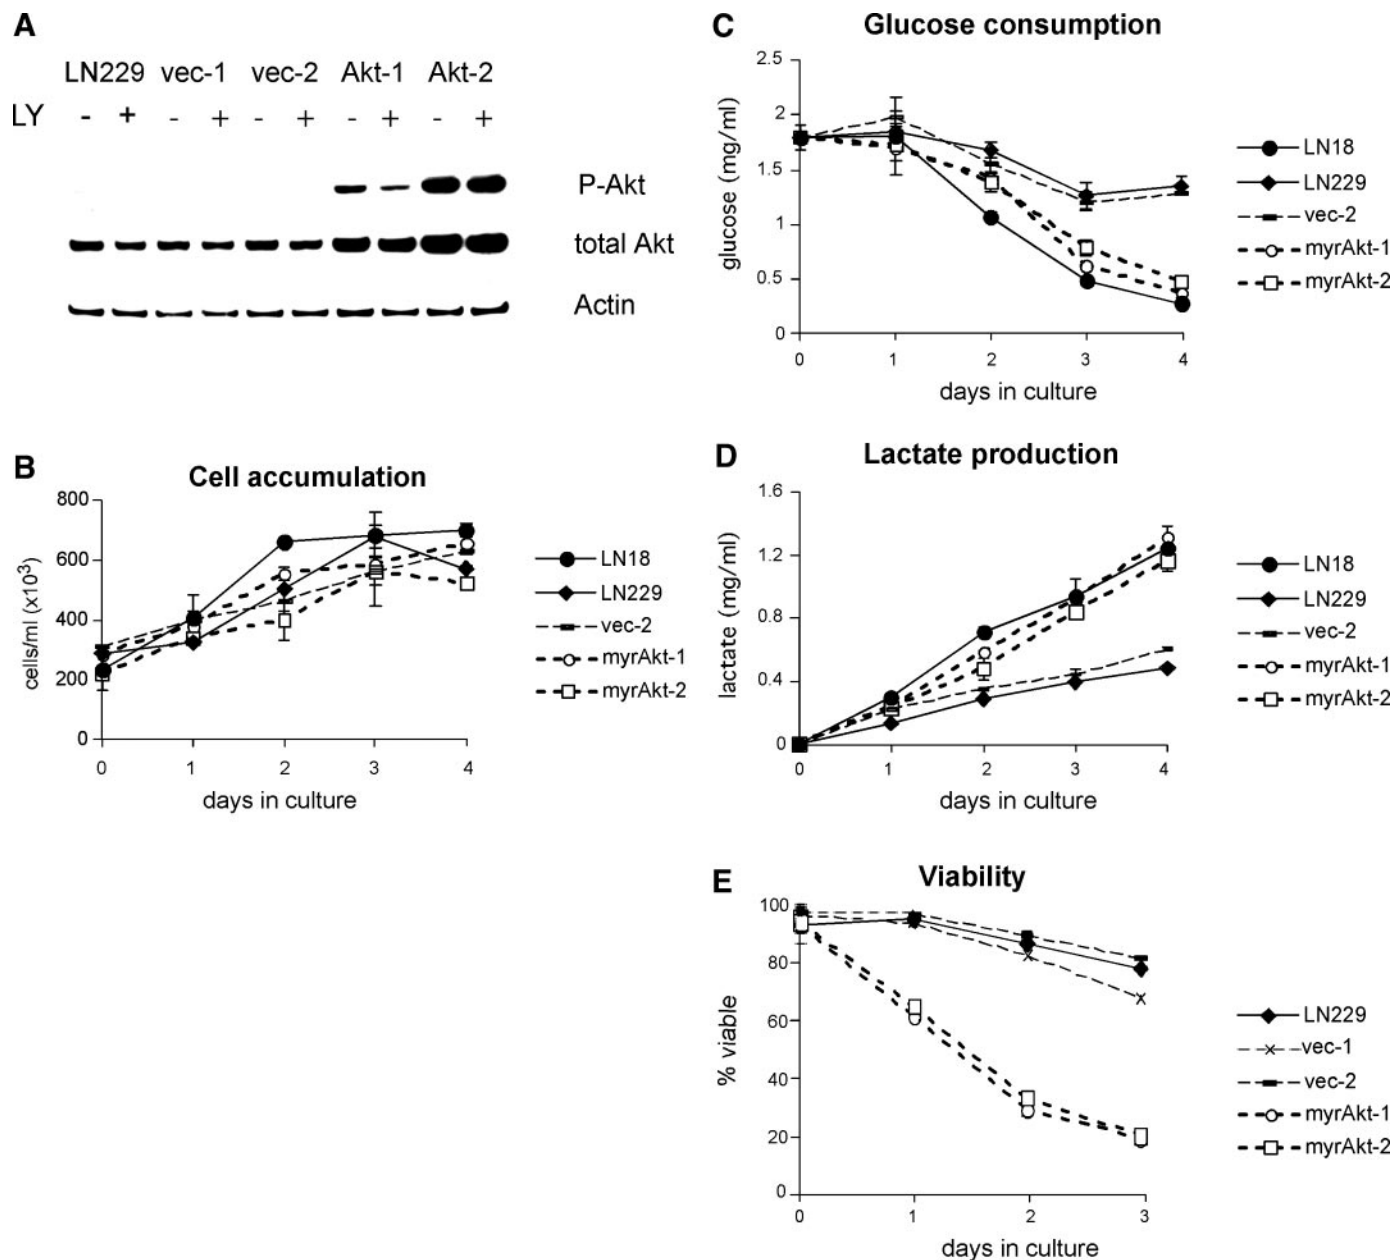 A
LN229 vec-1 vec-2 Akt-1 Akt-2
LY - + - + - + - + - +
P-Akt
total Akt
Actin
B
Cell accumulation
cells/ml (x10³)
800
600
400
200
0
0 1 2 3 4
days in culture
LN18
LN229
vec-2
myrAkt-1
myrAkt-2
C
Glucose consumption
glucose (mg/ml)
2.5
2
1.5
1
0.5
0
0 1 2 3 4
days in culture
LN18
LN229
vec-2
myrAkt-1
myrAkt-2
D
Lactate production
lactate (mg/ml)
1.6
1.2
0.8
0.4
0
0 1 2 3 4
days in culture
LN18
LN229
vec-2
myrAkt-1
myrAkt-2
E
Viability
% viable
100
80
60
40
20
0
0 1 2 3
days in culture
LN229
vec-1
vec-2
myrAkt-1
myrAkt-2